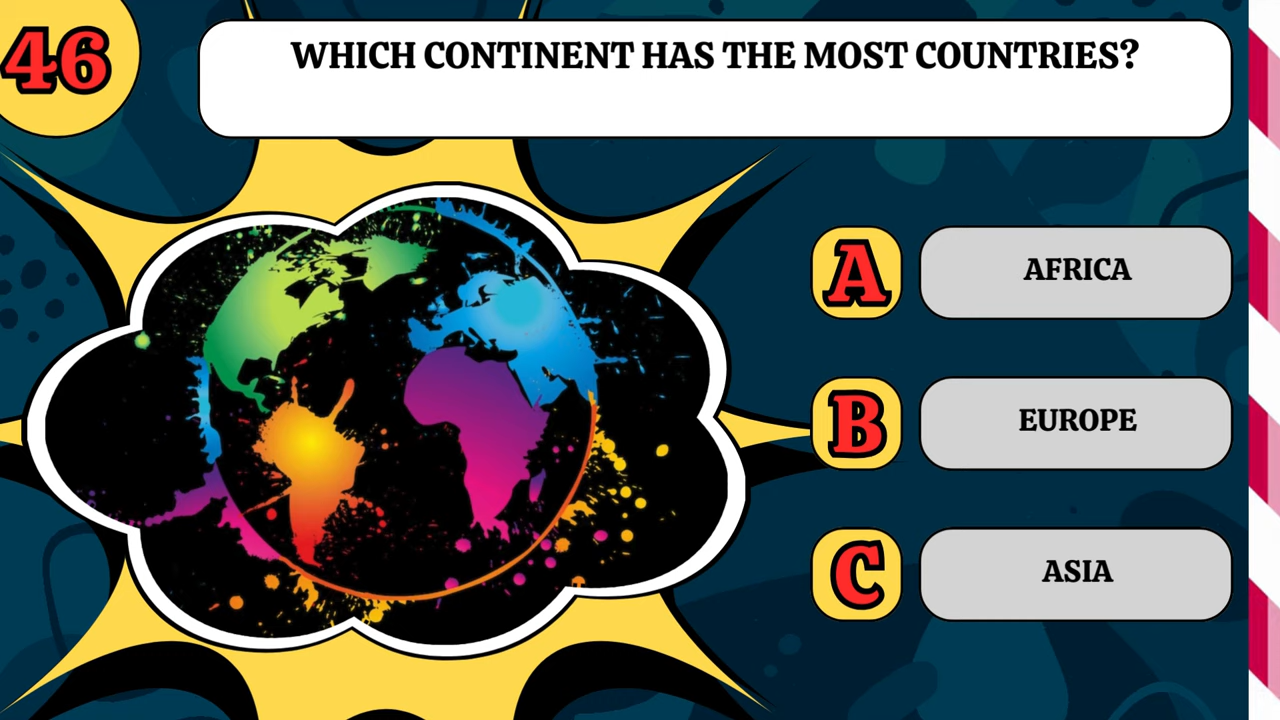 46
WHICH CONTINENT HAS THE MOST COUNTRIES?
A
AFRICA
B
EUROPE
C
ASIA